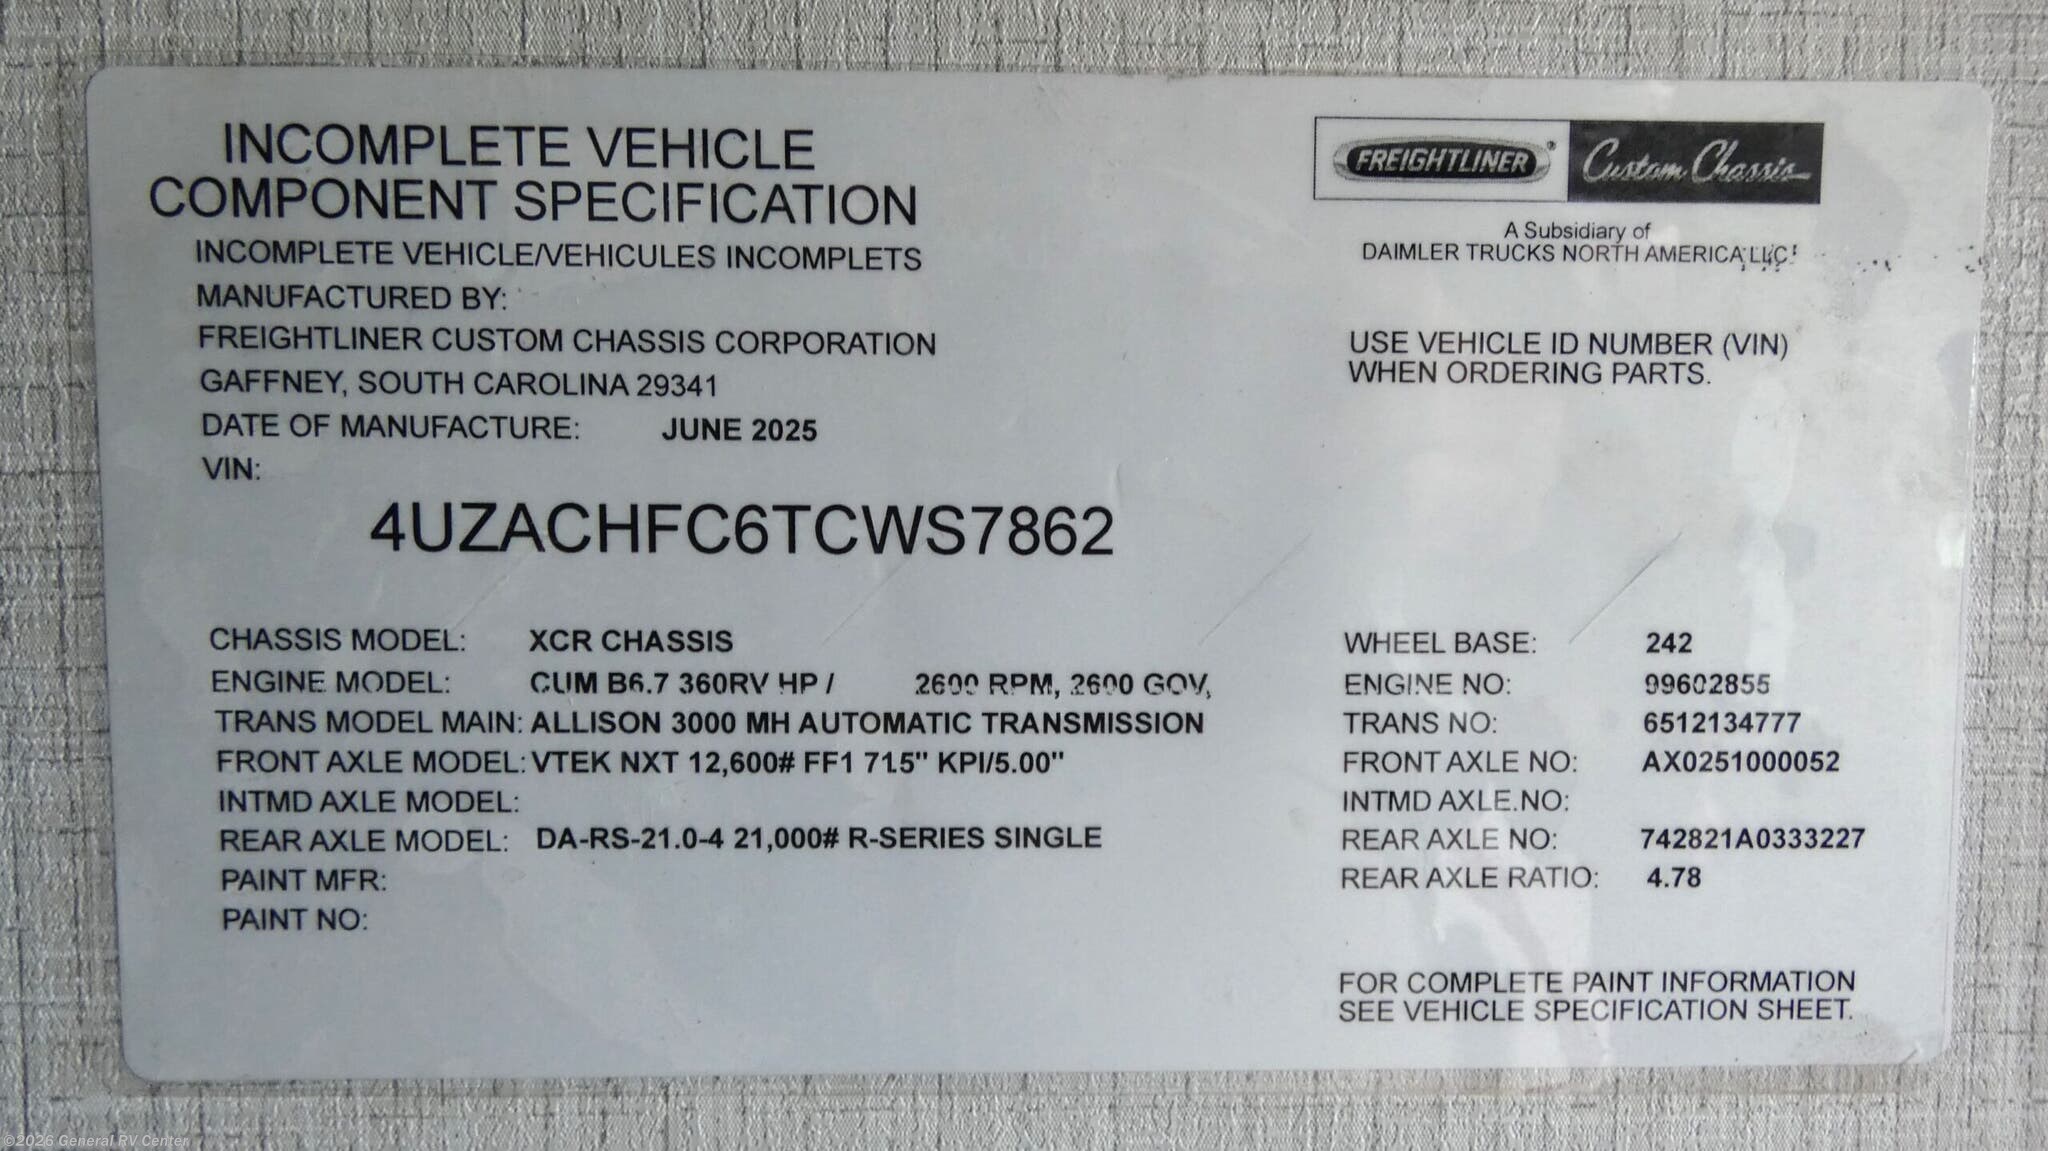 INCOMPLETE VEHICLE
COMPONENT SPECIFICATION
INCOMPLETE VEHICLE/VEHICULES INCOMPLETS
MANUFACTURED BY:
FREIGHTLINER CUSTOM CHASSIS CORPORATION
GAFFNEY, SOUTH CAROLINA 29341
DATE OF MANUFACTURE: JUNE 2025
VIN:
4UZACHFC6TCWS7862
FREIGHTLINER® Custom Chassis
A Subsidiary of
DAIMLER TRUCKS NORTH AMERICA LLC
USE VEHICLE ID NUMBER (VIN)
WHEN ORDERING PARTS.
CHASSIS MODEL: XCR CHASSIS
ENGINE MODEL: CUM B6.7 360RV HP / 2600 RPM, 2600 GOV,
TRANS MODEL MAIN: ALLISON 3000 MH AUTOMATIC TRANSMISSION
FRONT AXLE MODEL: VTEK NXT 12,600# FF1 71.5" KPI/5.00"
INTMD AXLE MODEL:
REAR AXLE MODEL: DA-RS-21.0-4 21,000# R-SERIES SINGLE
PAINT MFR:
PAINT NO:
WHEEL BASE: 242
ENGINE NO: 99602855
TRANS NO: 6512134777
FRONT AXLE NO: AX0251000052
INTMD AXLE NO:
REAR AXLE NO: 742821A0333227
REAR AXLE RATIO: 4.78
FOR COMPLETE PAINT INFORMATION
SEE VEHICLE SPECIFICATION SHEET.
©2026 General RV Center